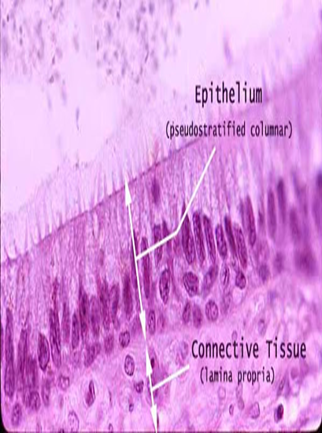 Epithelium
(pseudostratified columnar)
Connective Tissue
(lamina propria)